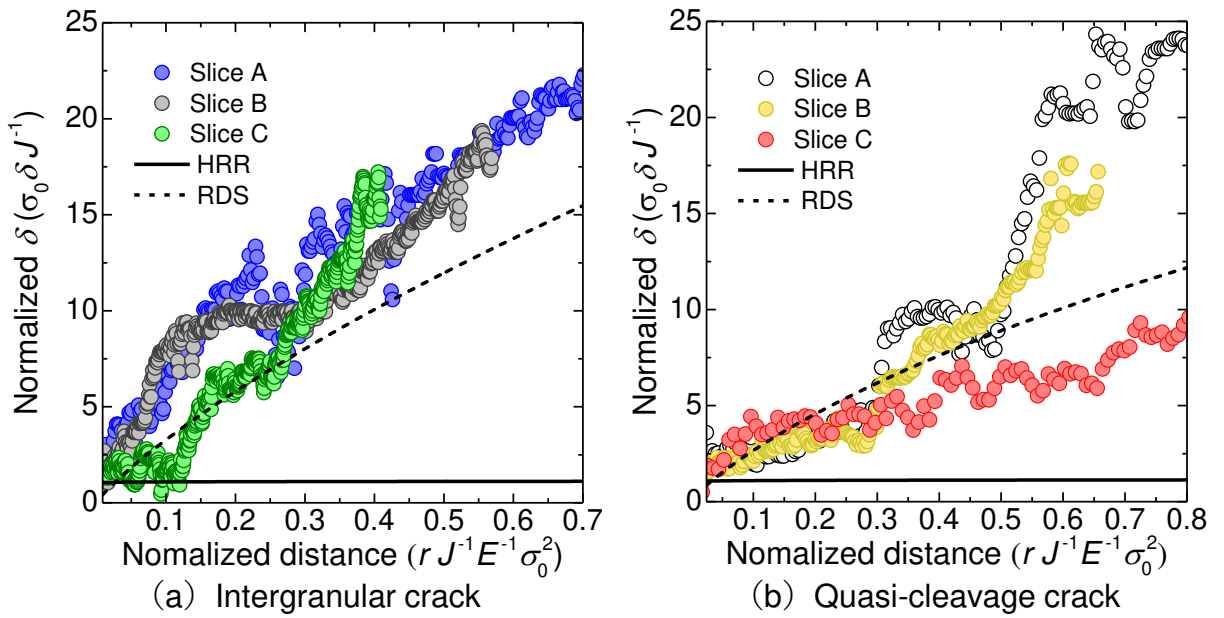 Normalized δ (σ₀ δ J⁻¹)
25
20
15
10
5
0
Slice A
Slice B
Slice C
HRR
RDS
0.1 0.2 0.3 0.4 0.5 0.6 0.7
Nomalized distance (r J⁻¹E⁻¹σ₀²)
(a) Intergranular crack
Normalized δ (σ₀ δ J⁻¹)
25
20
15
10
5
0
Slice A
Slice B
Slice C
HRR
RDS
0.1 0.2 0.3 0.4 0.5 0.6 0.7 0.8
Nomalized distance (r J⁻¹E⁻¹σ₀²)
(b) Quasi-cleavage crack